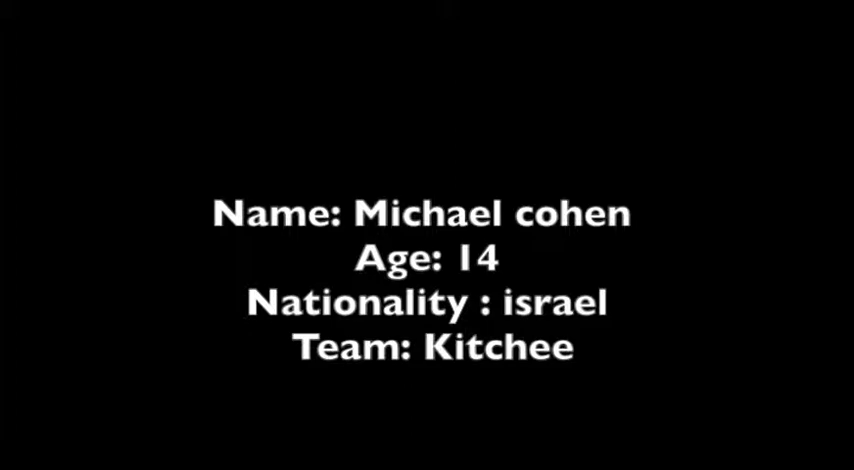 Name: Michael cohen
Age: 14
Nationality : israel
Team: Kitchee